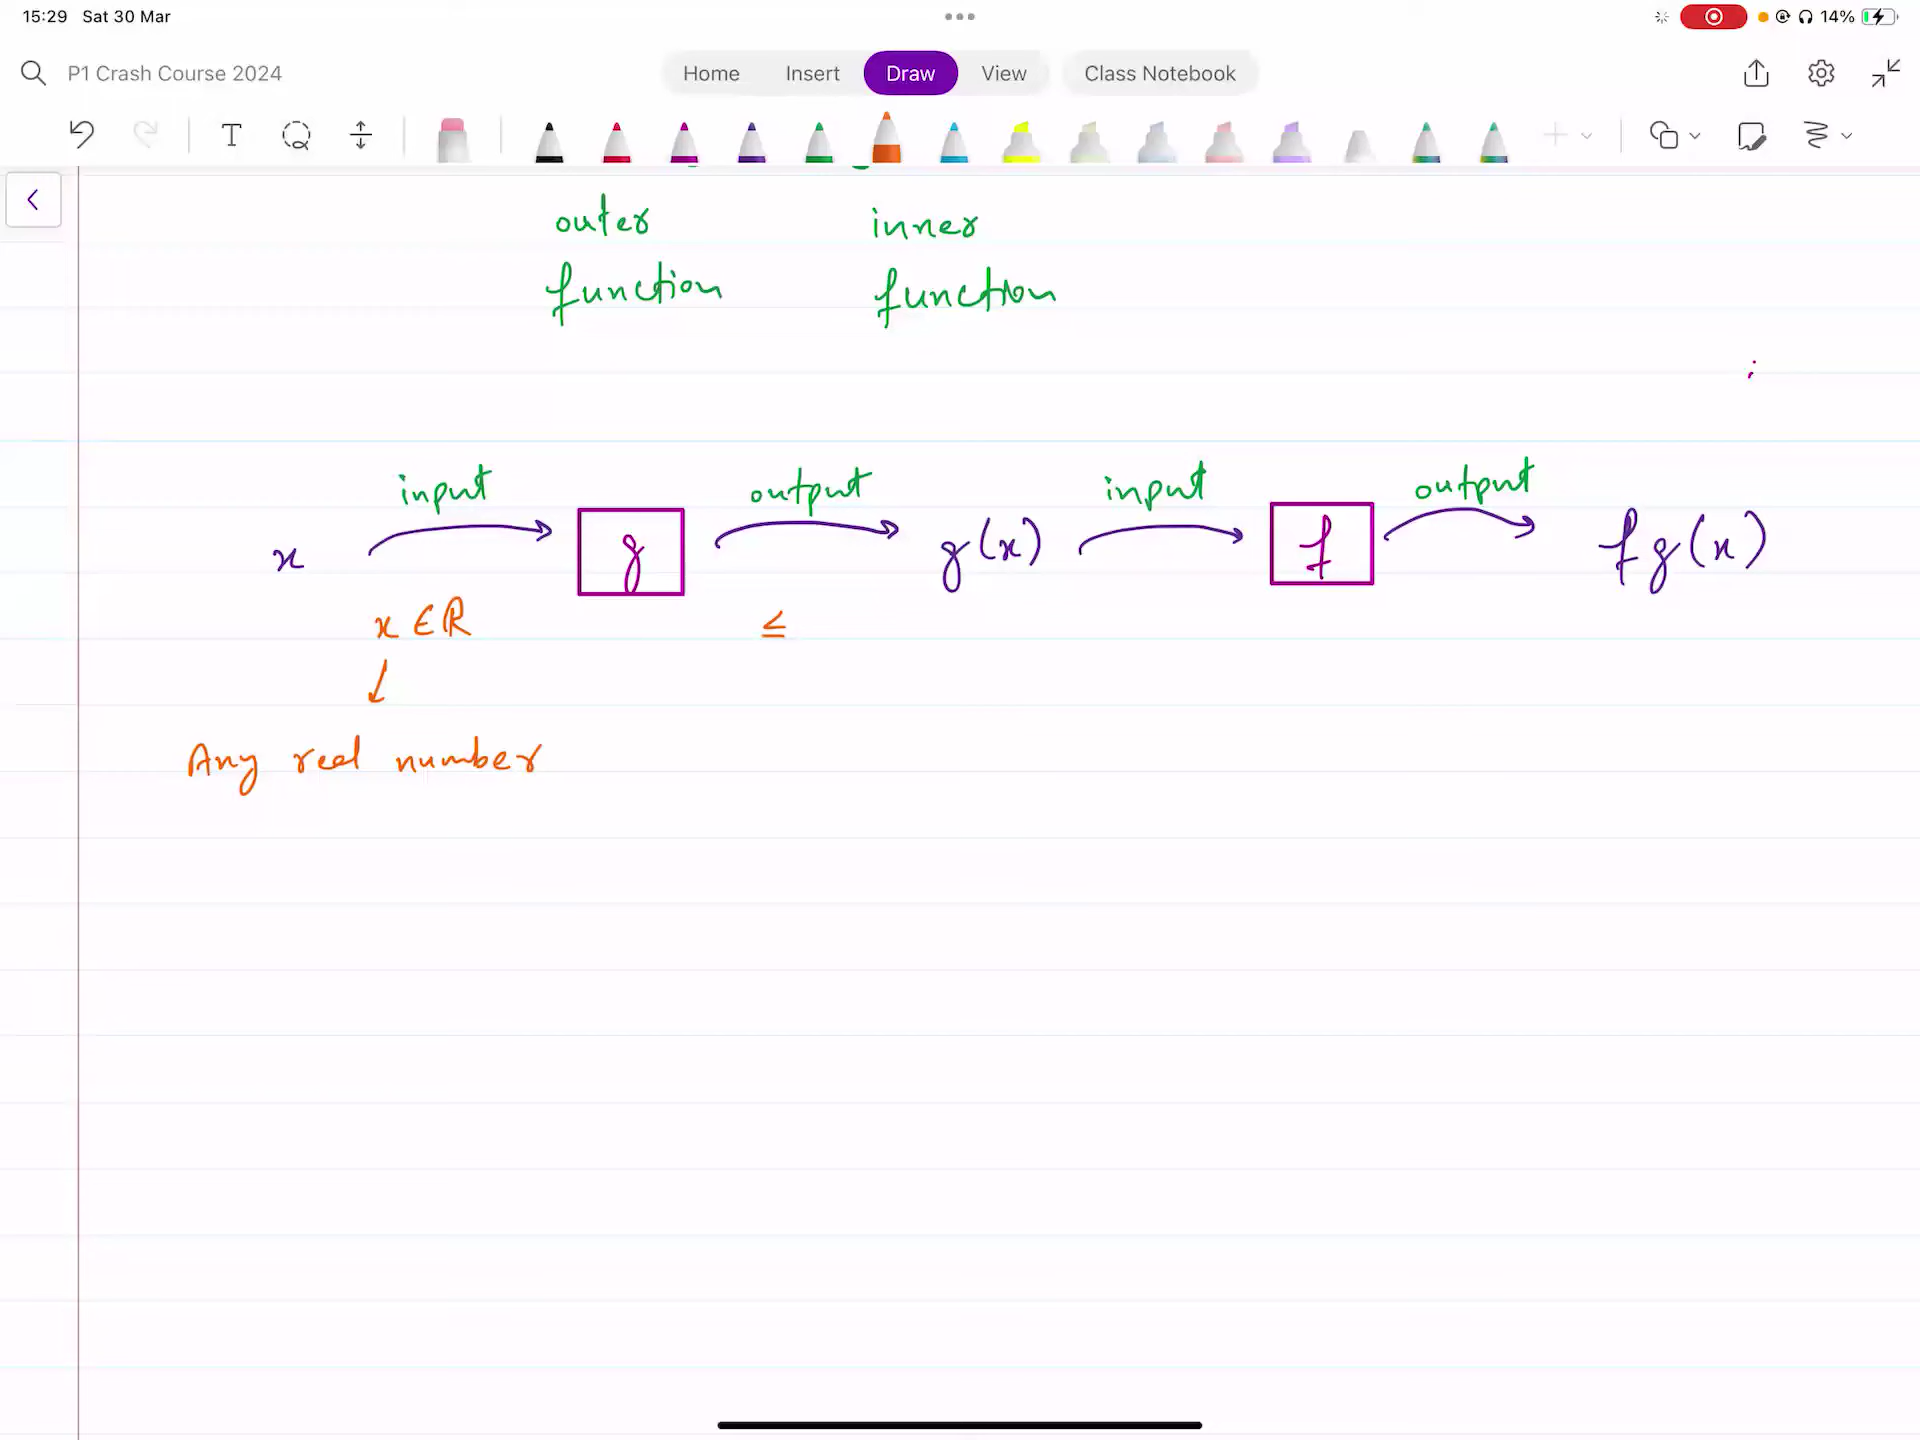 15:29 Sat 30 Mar
14%
P1 Crash Course 2024
Home Insert Draw View Class Notebook
T
outer inner
function function
input output input output
x g g(x) f fg(x)
x ∈ ℝ ≤
Any real number